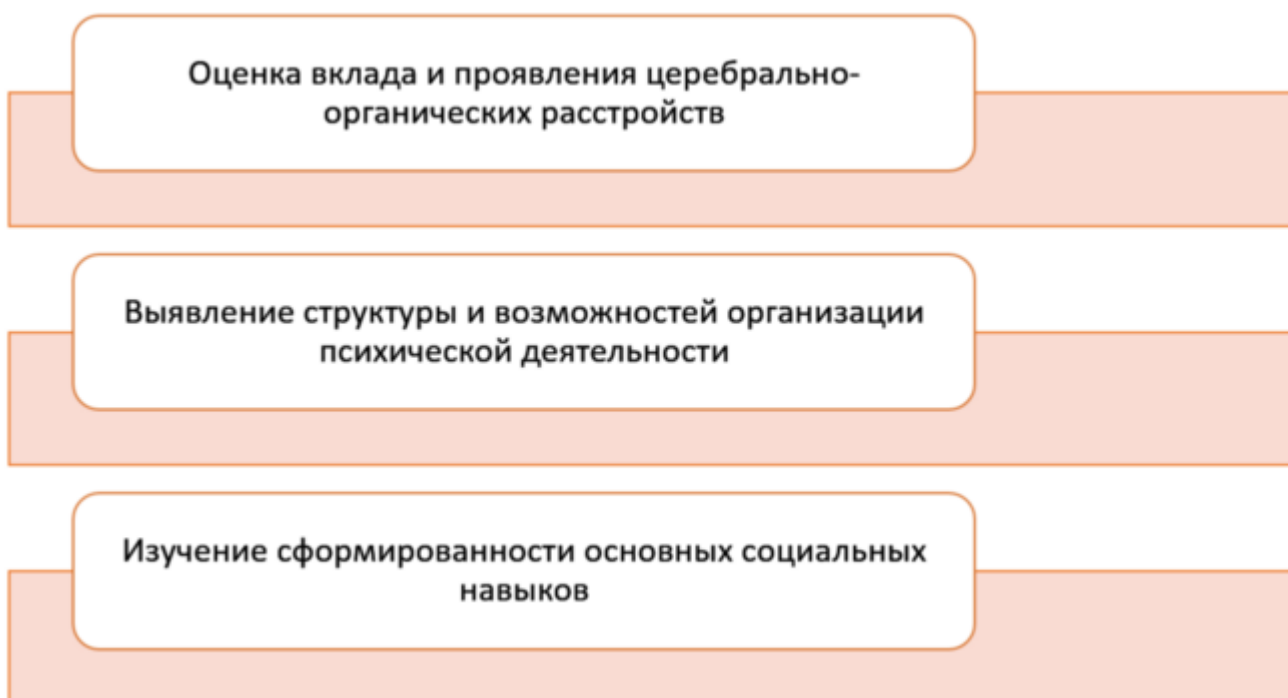 Оценка вклада и проявления церебрально-
органических расстройств
Выявление структуры и возможностей организации
психической деятельности
Изучение сформированности основных социальных
навыков